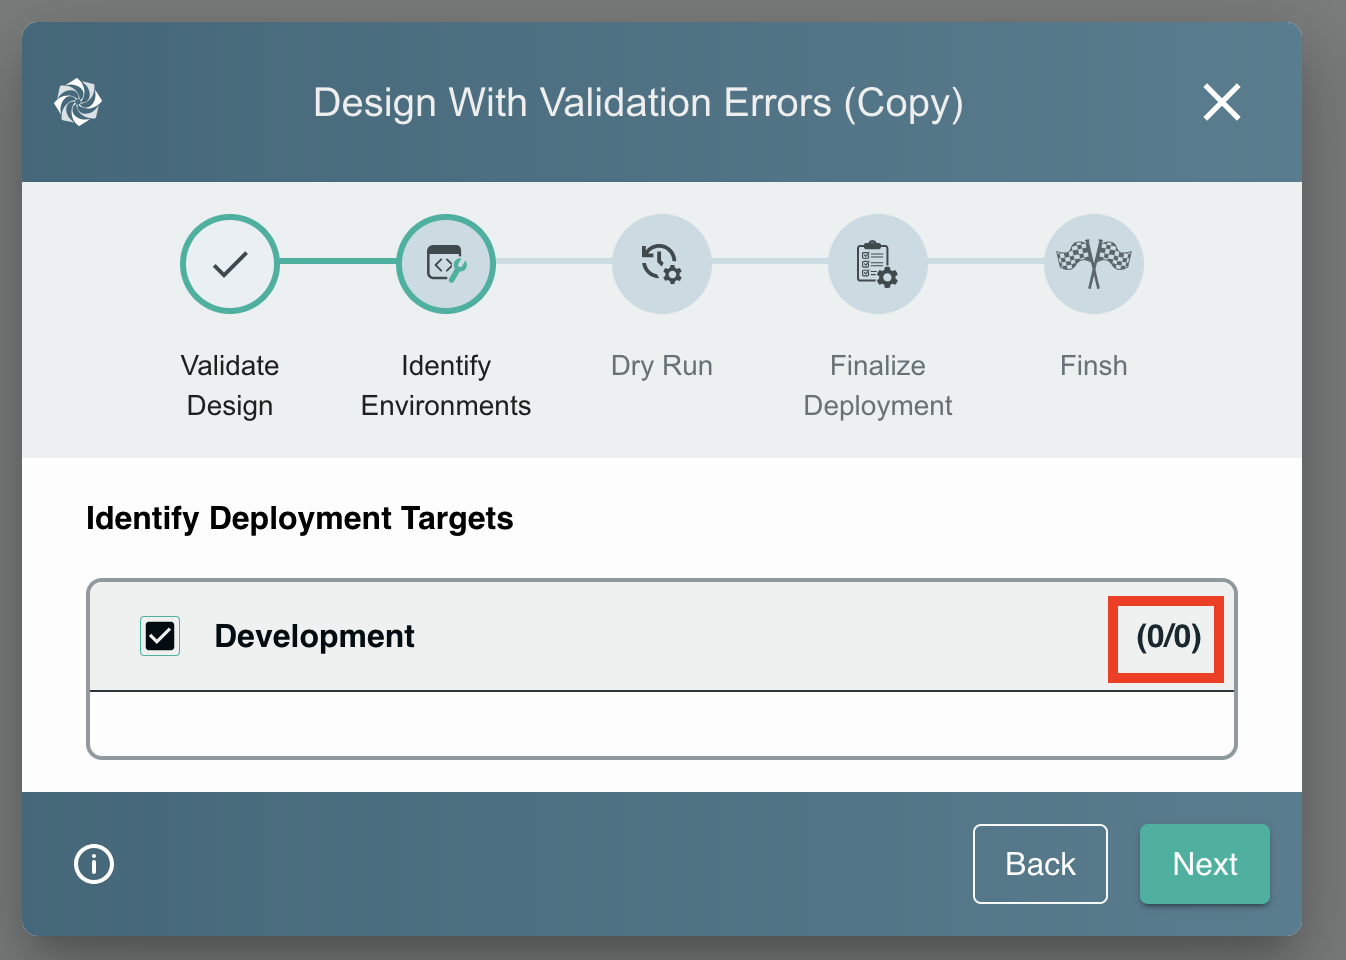 Design With Validation Errors (Copy)
Validate
Design
Identify
Environments
Dry Run
Finalize
Deployment
Finsh
Identify Deployment Targets
Development (0/0)
Back
Next